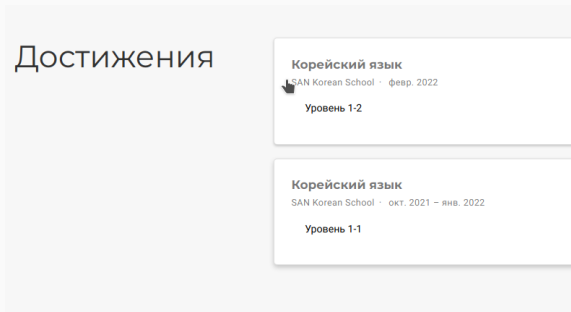 Достижения
Корейский язык
SAN Korean School · февр. 2022
Уровень 1-2
Корейский язык
SAN Korean School · окт. 2021 – янв. 2022
Уровень 1-1